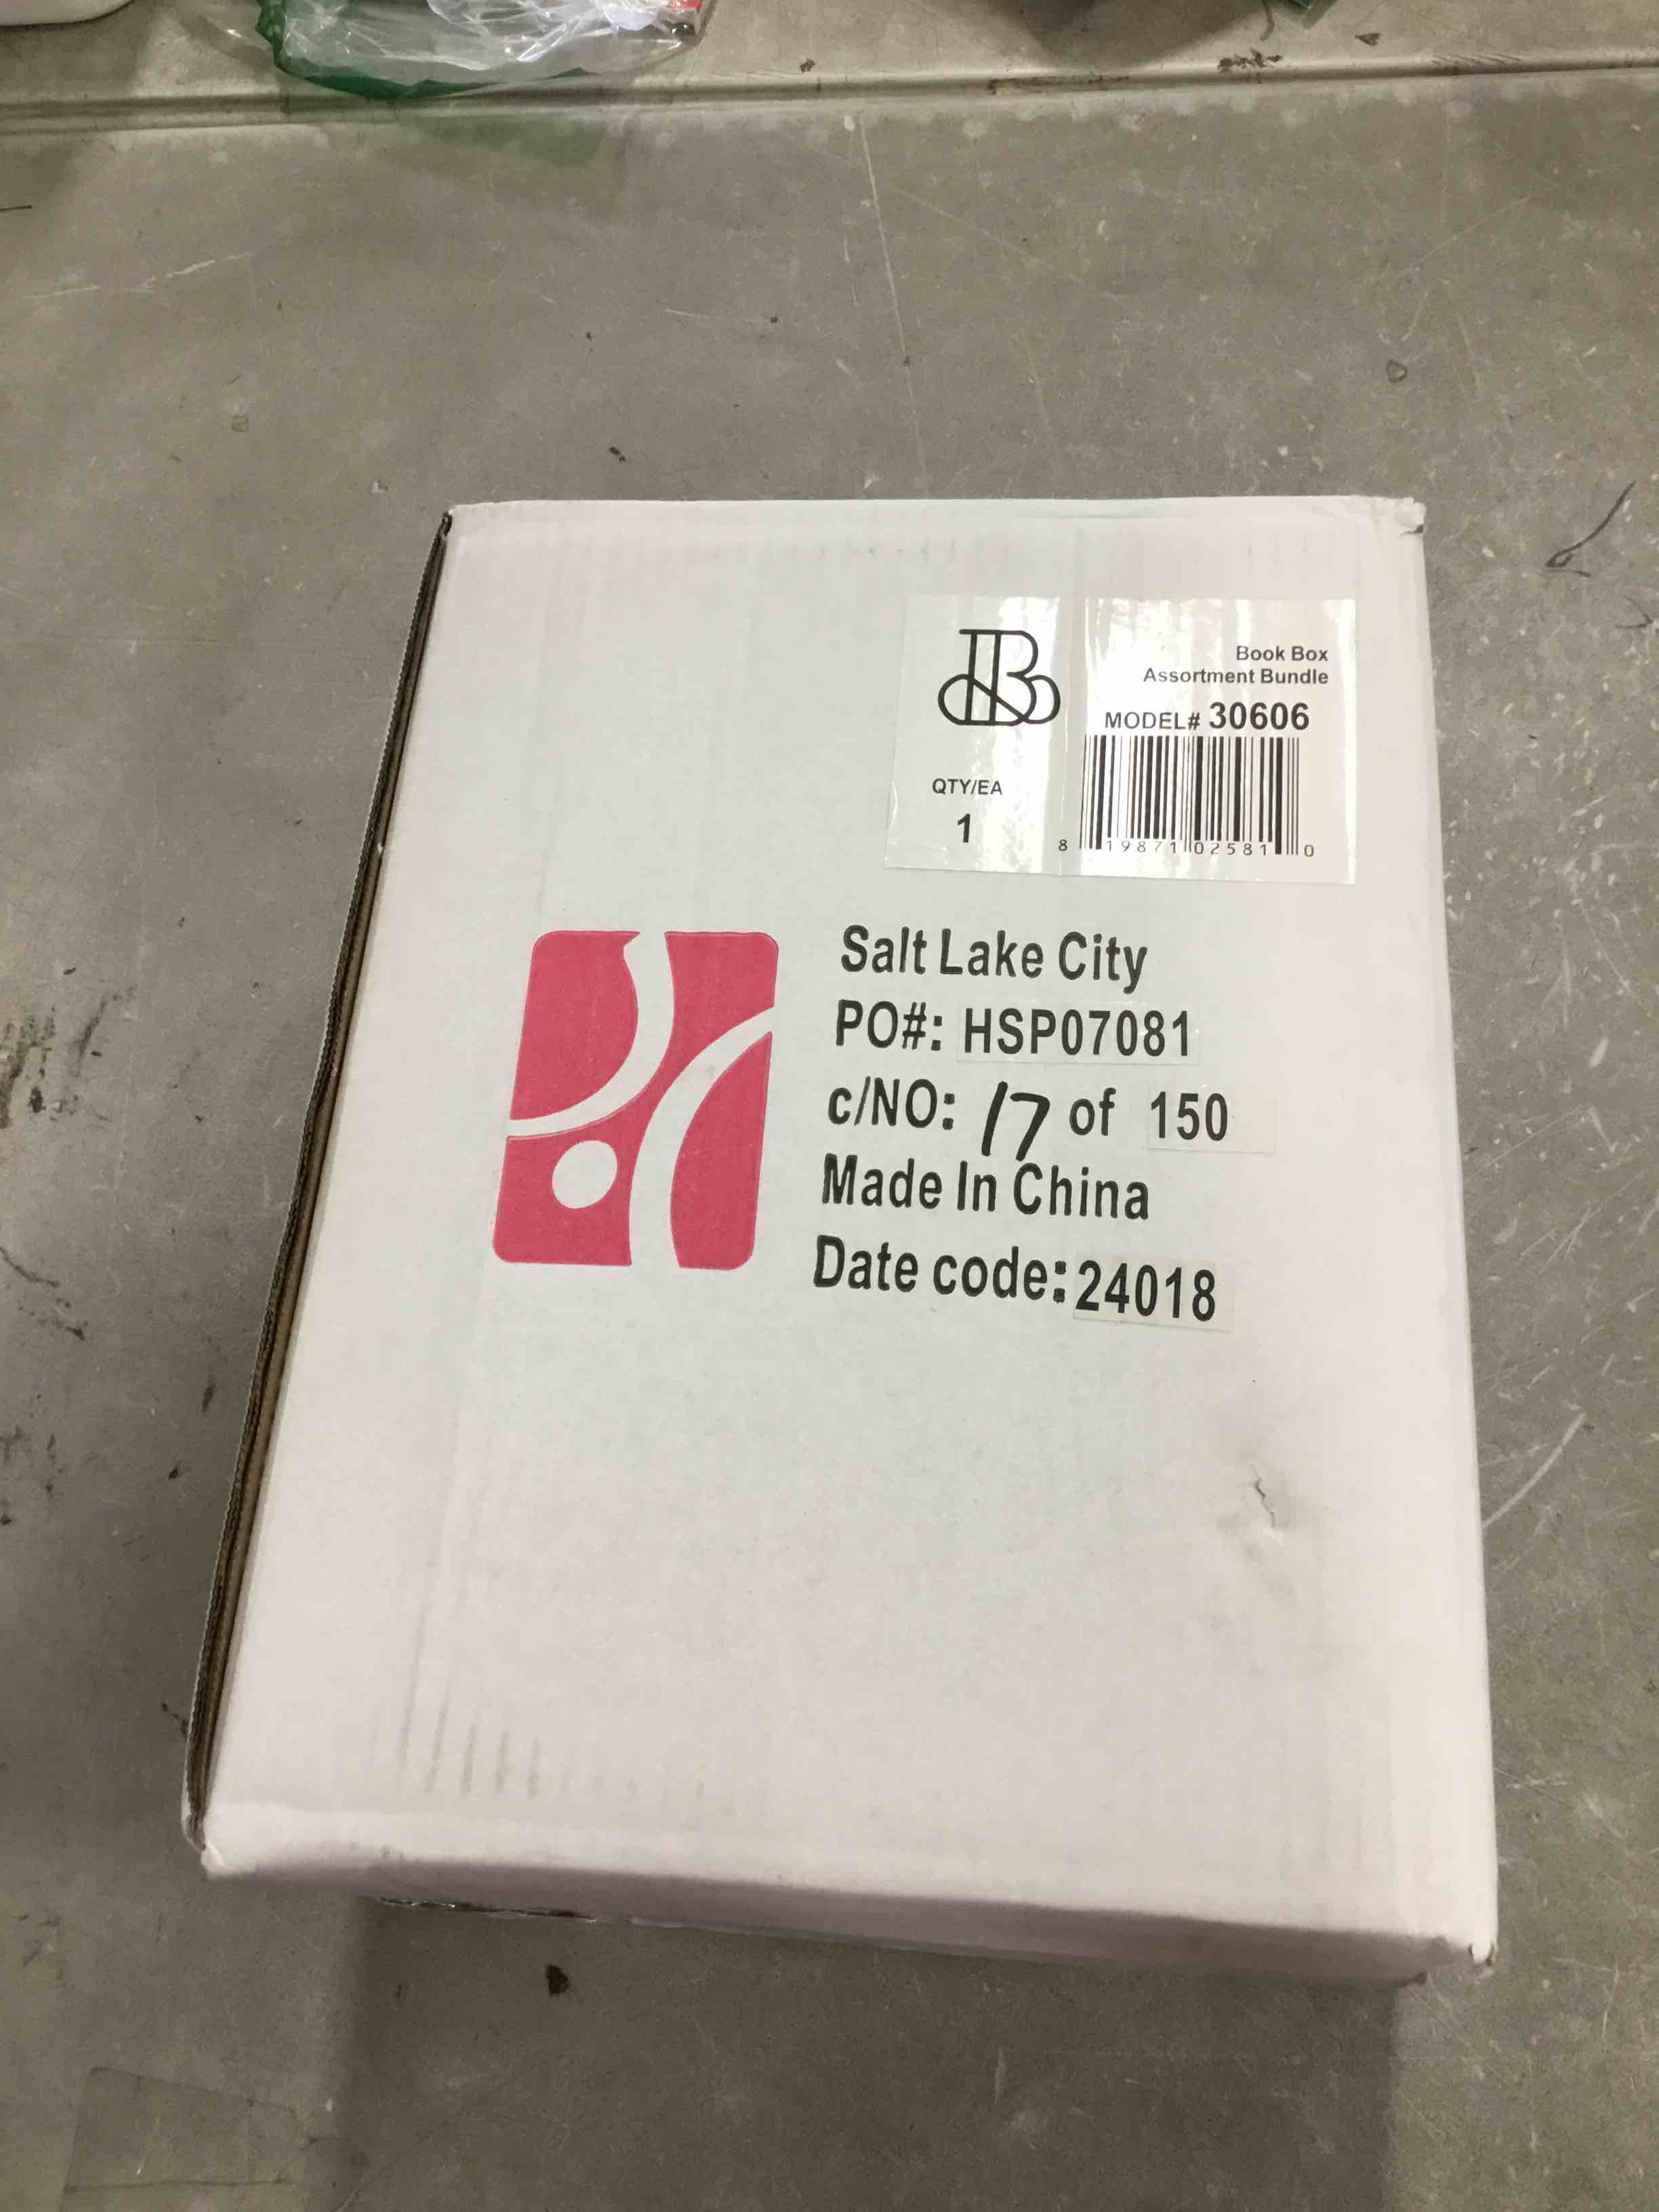 Book Box
Assortment Bundle
MODEL# 30606
QTY/EA
1
8 19871 02581 0
Salt Lake City
PO#: HSP07081
c/NO: 17 of 150
Made In China
Date code: 24018